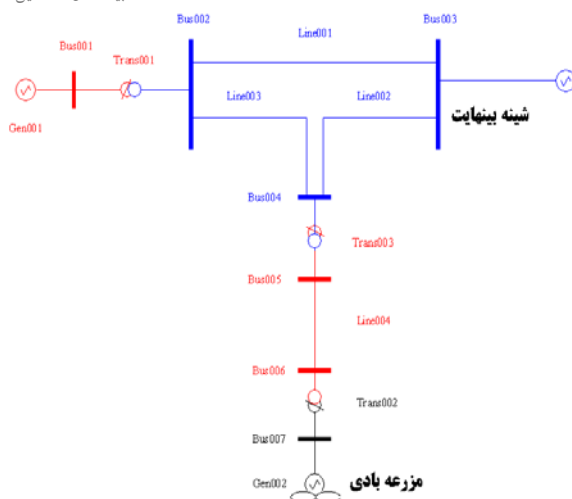 Bus002
Bus003
Line001
Bus001
Trans001
Line003
Line002
Gen001
شینه بینهایت
Bus004
Trans003
Bus005
Line004
Bus006
Trans002
Bus007
Gen002
مزرعه بادی